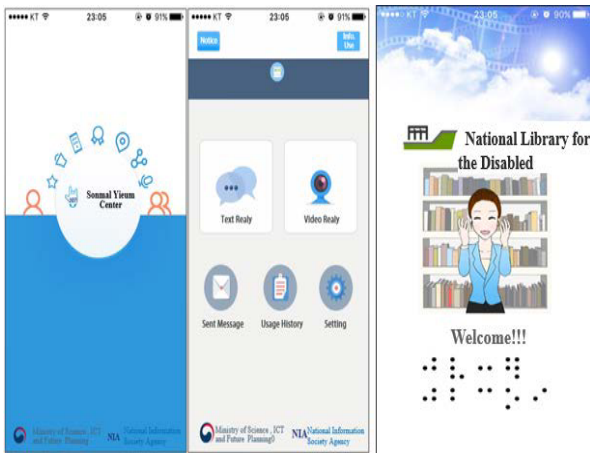 ●●●●● KT 23:05 91%
Sonmal Yieum
Center
Ministry of Science , ICT
and Future Planning
NIA
National Information
Society Agency
●●●●● KT 23:05 91%
Notice
Info.
Use
Text Realy
Video Realy
Sent Message
Usage History
Setting
Ministry of Science , ICT
and Future Planning0
NIA
National Information
Society Agency
KT 23:05 90%
National Library for
the Disabled
Welcome!!!